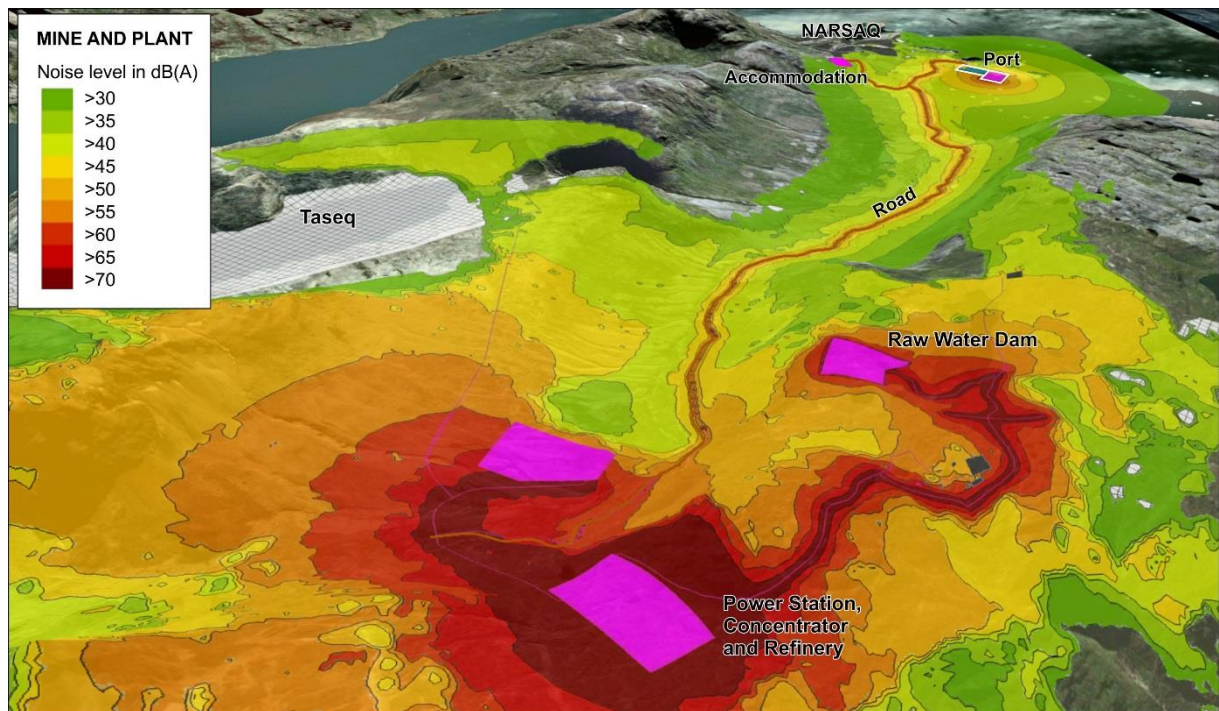 MINE AND PLANT
Noise level in dB(A)
>30
>35
>40
>45
>50
>55
>60
>65
>70
NARSAQ
Accommodation
Port
Road
Taseq
Raw Water Dam
Power Station,
Concentrator
and Refinery